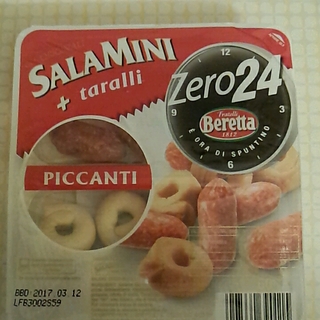 SALAMINI
+ taralli
Zero24
12
9
3
6
Fratelli
Beretta
1812
È ORA DI SPUNTINO
PICCANTI
BBD 2017 03 12
LFB3002859